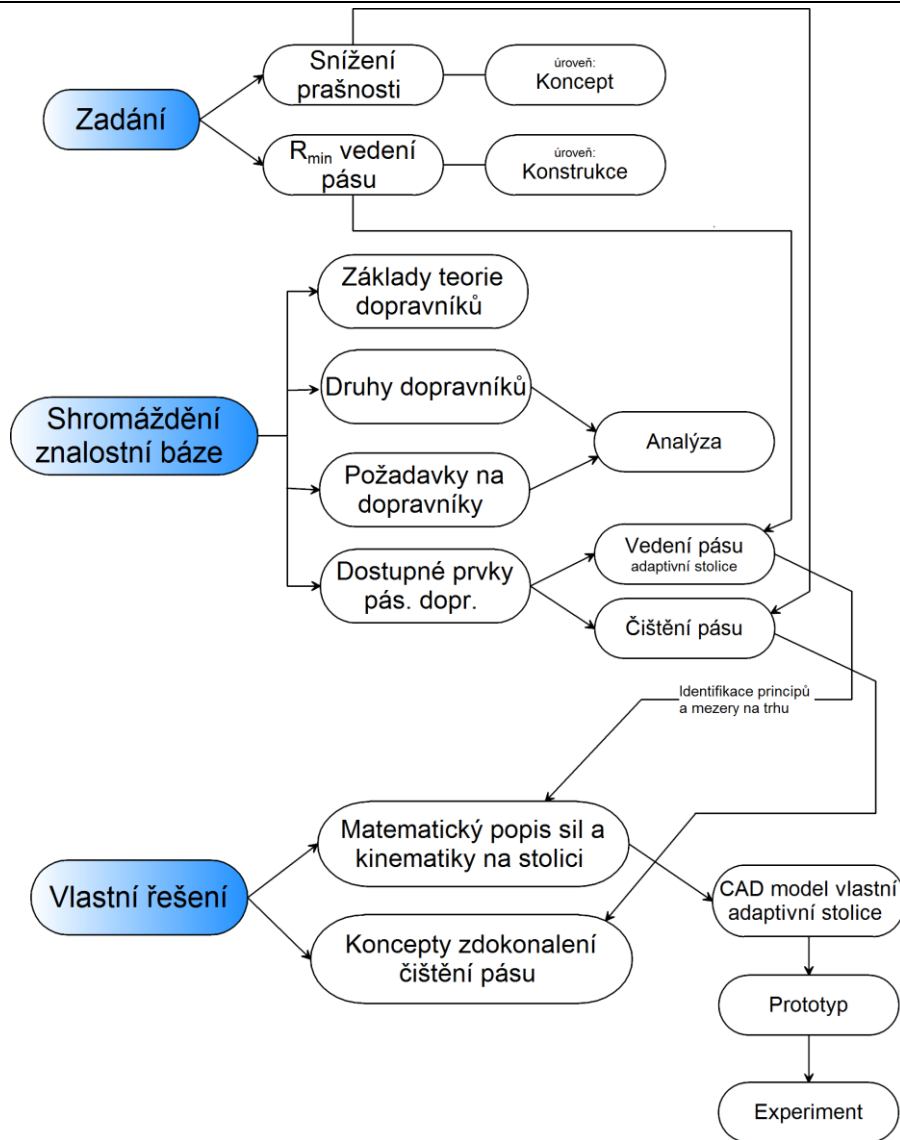 Zadání
Snížení
prašnosti
úroveň:
Koncept
Rmin vedení
pásu
úroveň:
Konstrukce
Shromáždění
znalostní báze
Základy teorie
dopravníků
Druhy dopravníků
Požadavky na
dopravníky
Analýza
Dostupné prvky
pás. dopr.
Vedení pásu
adaptivní stolice
Čištění pásu
Identifikace principů
a mezery na trhu
Vlastní řešení
Matematický popis sil a
kinematiky na stolici
Koncepty zdokonalení
čištění pásu
CAD model vlastní
adaptivní stolice
Prototyp
Experiment